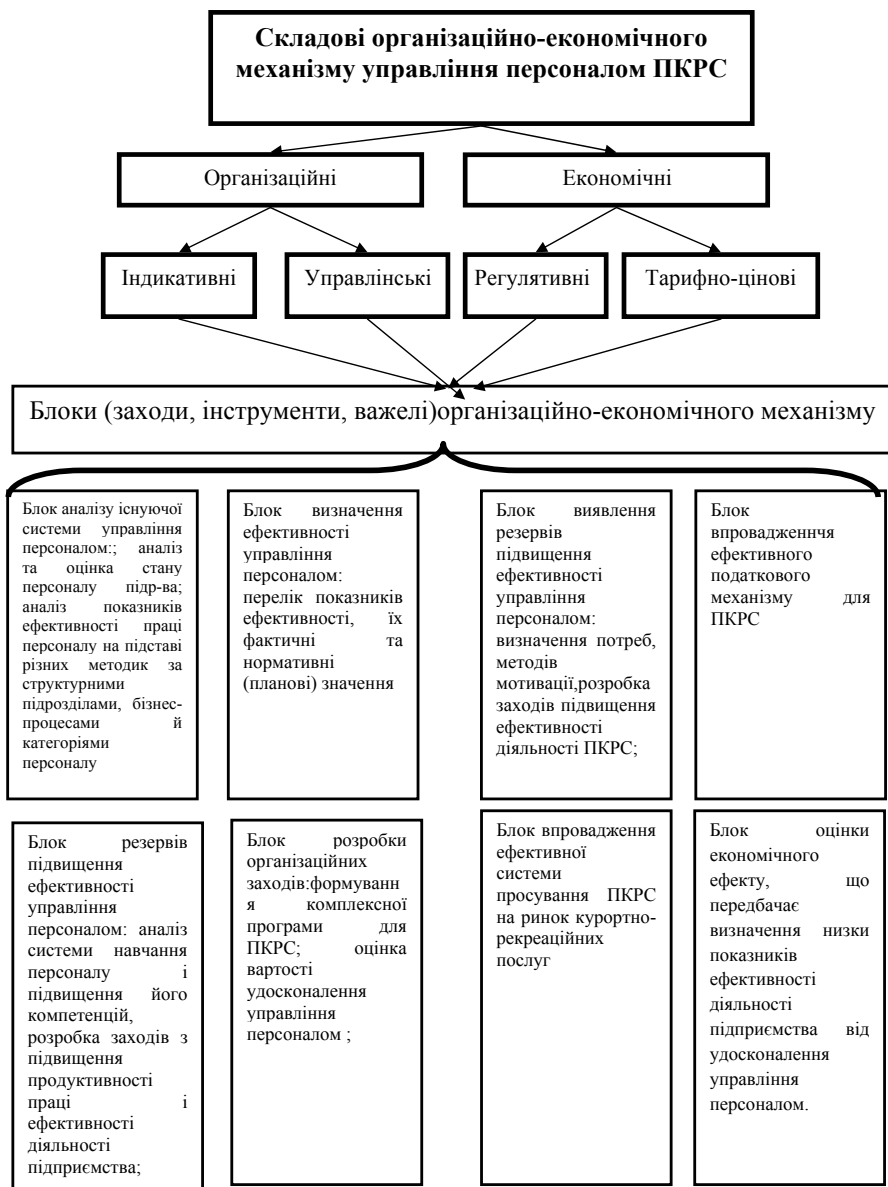 Складові організаційно-економічного
механізму управління персоналом ПКРС
Організаційні
Економічні
Індикативні
Управлінські
Регулятивні
Тарифно-цінові
Блоки (заходи, інструменти, важелі)організаційно-економічного механізму
Блок аналізу існуючої
системи управління
персоналом:; аналіз
та оцінка стану
персоналу підр-ва;
аналіз показників
ефективності праці
персоналу на підставі
різних методик за
структурними
підрозділами, бізнес-
процесами й
категоріями
персоналу
Блок визначення
ефективності
управління
персоналом:
перелік показників
ефективності, їх
фактичні та
нормативні
(планові) значення
Блок виявлення
резервів
підвищення
ефективності
управління
персоналом:
визначення потреб,
методів
мотивації,розробка
заходів підвищення
ефективності
діяльності ПКРС;
Блок
впровадженнчя
ефективного
податкового
механізму для
ПКРС
Блок резервів
підвищення
ефективності
управління
персоналом: аналіз
системи навчання
персоналу і
підвищення його
компетенцій,
розробка заходів з
підвищення
продуктивності
праці і
ефективності
діяльності
підприємства;
Блок розробки
організаційних
заходів:формуванн
я комплексної
програми для
ПКРС; оцінка
вартості
удосконалення
управління
персоналом ;
Блок впровадження
ефективної
системи
просування ПКРС
на ринок курортно-
рекреаційних
послуг
Блок оцінки
економічного
ефекту, що
передбачає
визначення низки
показників
ефективності
діяльності
підприємства від
удосконалення
управління
персоналом.